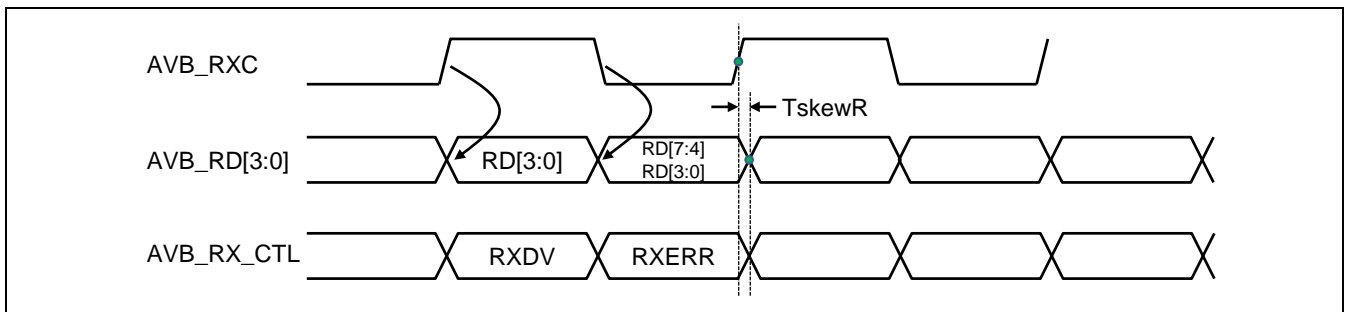 AVB_RXC
TskewR
AVB_RD[3:0]
RD[3:0]
RD[7:4]
RD[3:0]
AVB_RX_CTL
RXDV
RXERR